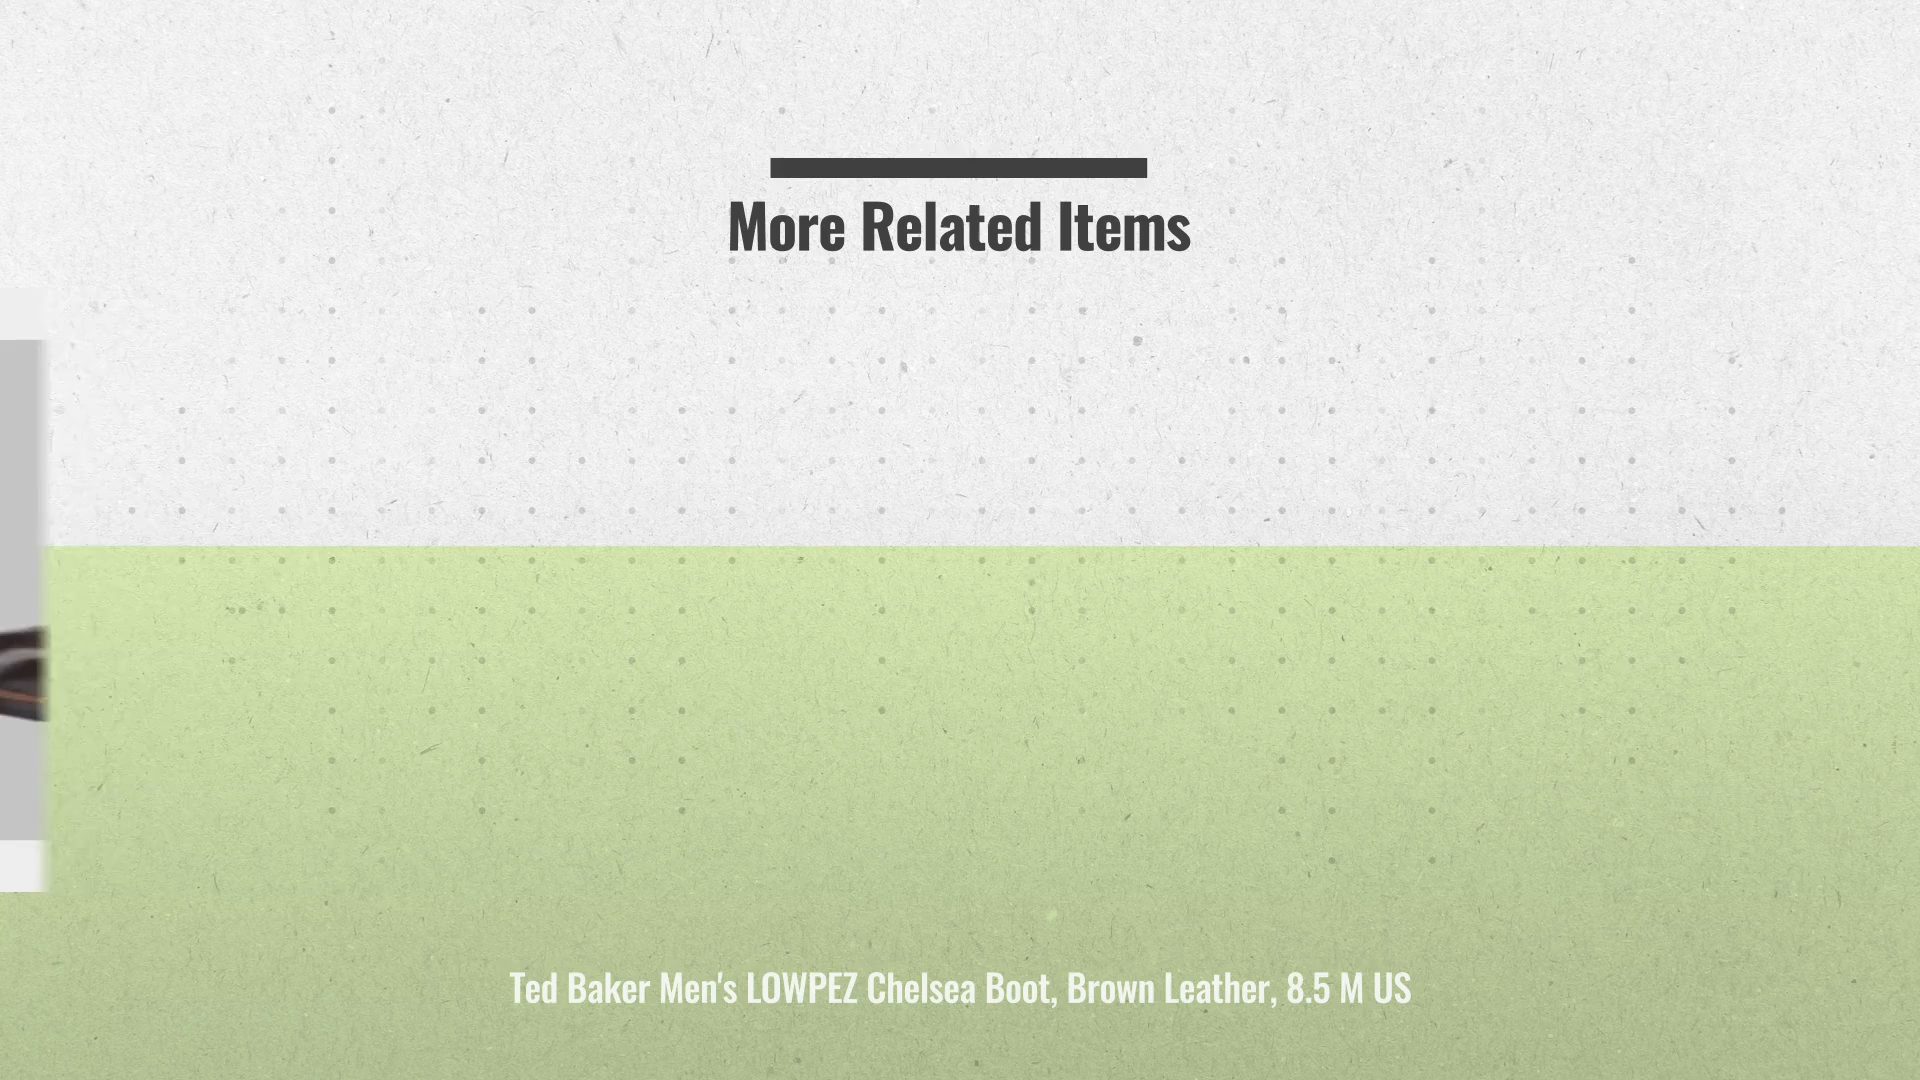 More Related Items
Ted Baker Men's LOWPEZ Chelsea Boot, Brown Leather, 8.5 M US